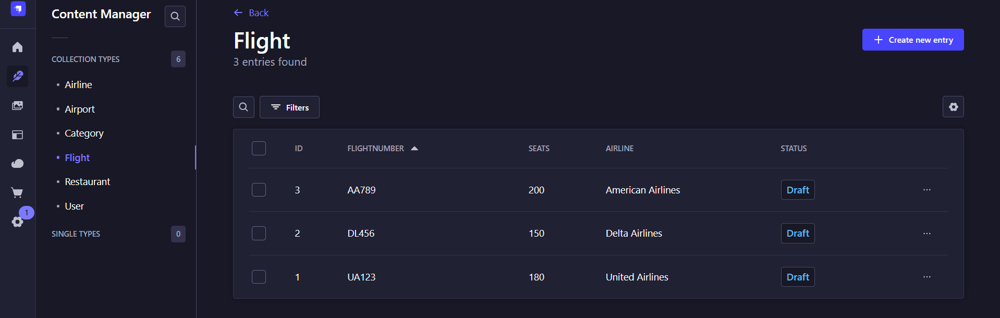 Content Manager
COLLECTION TYPES 6
Airline
Airport
Category
Flight
Restaurant
User
SINGLE TYPES 0
1
Back
Flight
3 entries found
Create new entry
Filters
ID FLIGHTNUMBER SEATS AIRLINE STATUS
3 AA789 200 American Airlines Draft
2 DL456 150 Delta Airlines Draft
1 UA123 180 United Airlines Draft